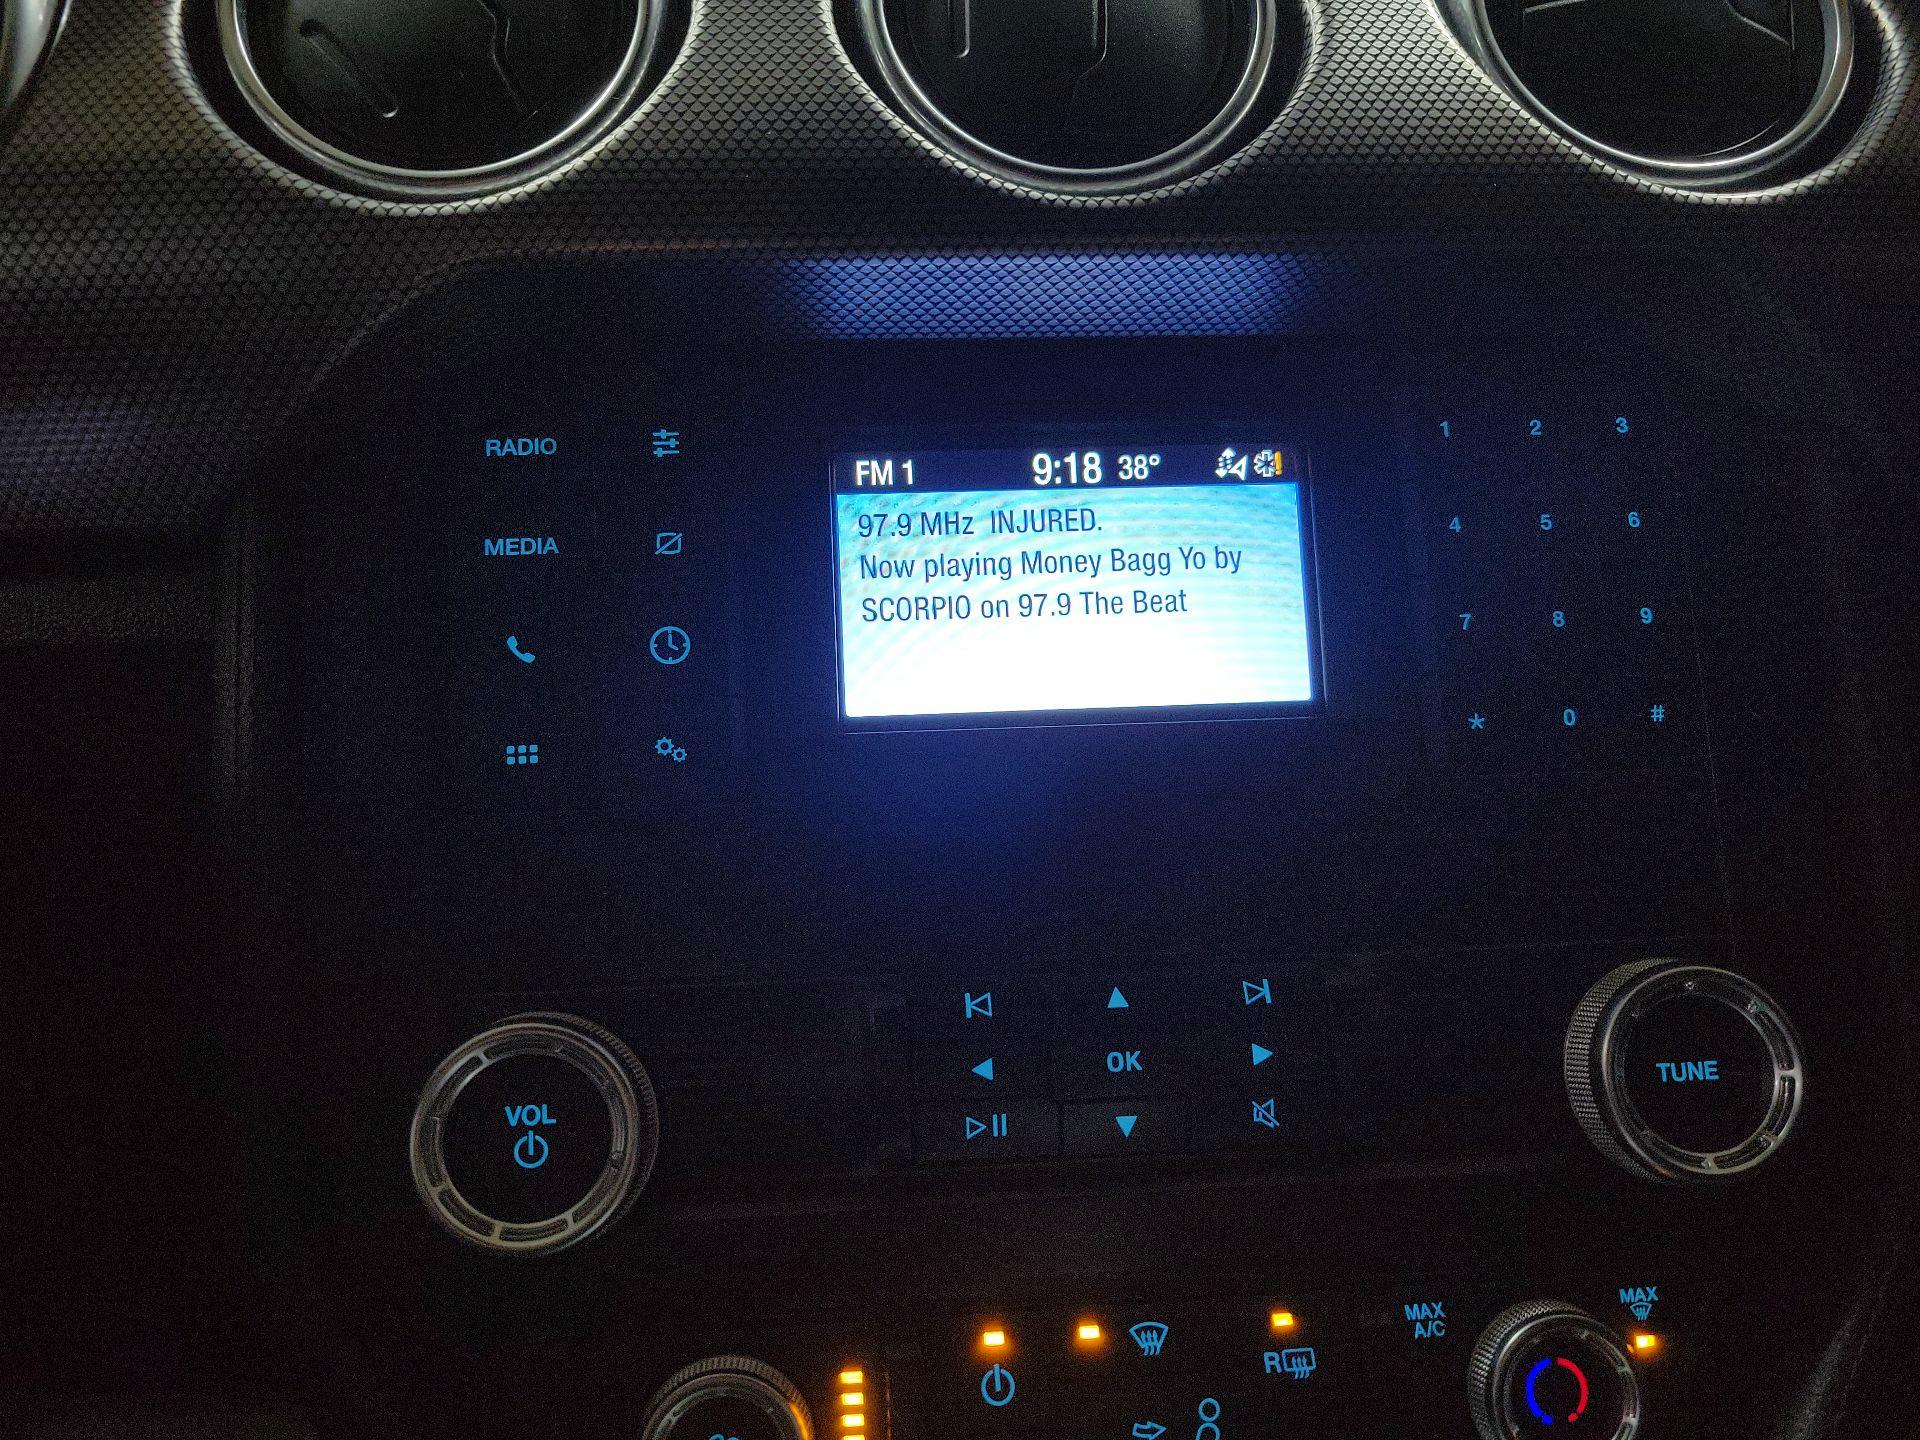 FM 1 9:18 38°
97.9 MHz INJURED.
Now playing Money Bagg Yo by
SCORPIO on 97.9 The Beat
RADIO
MEDIA
1 2 3
4 5 6
7 8 9
* 0 #
VOL
OK
TUNE
R
MAX
A/C
MAX